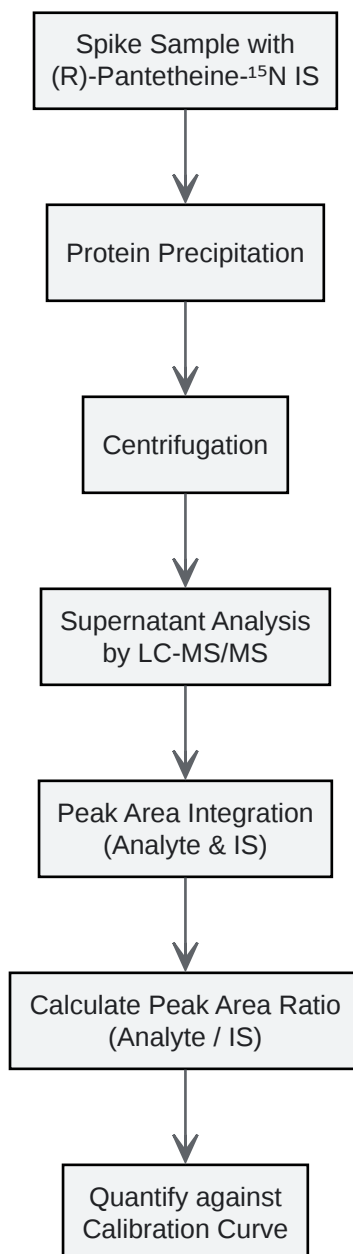 Spike Sample with
(R)-Pantetheine-¹⁵N IS
Protein Precipitation
Centrifugation
Supernatant Analysis
by LC-MS/MS
Peak Area Integration
(Analyte & IS)
Calculate Peak Area Ratio
(Analyte / IS)
Quantify against
Calibration Curve